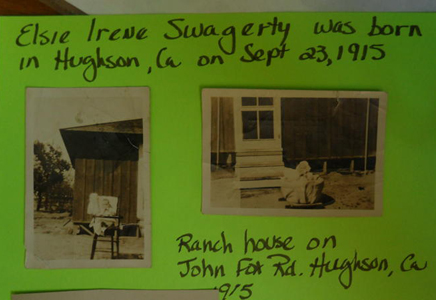 Elsie Irene Swagerty was born
in Hughson, Ca on Sept 23, 1915
Ranch house on
John Fox Rd. Hughson, Ca
1915